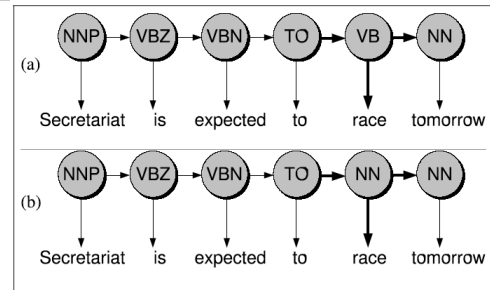 NNP VBZ VBN TO VB NN
(a)
Secretariat is expected to race tomorrow
NNP VBZ VBN TO NN NN
(b)
Secretariat is expected to race tomorrow